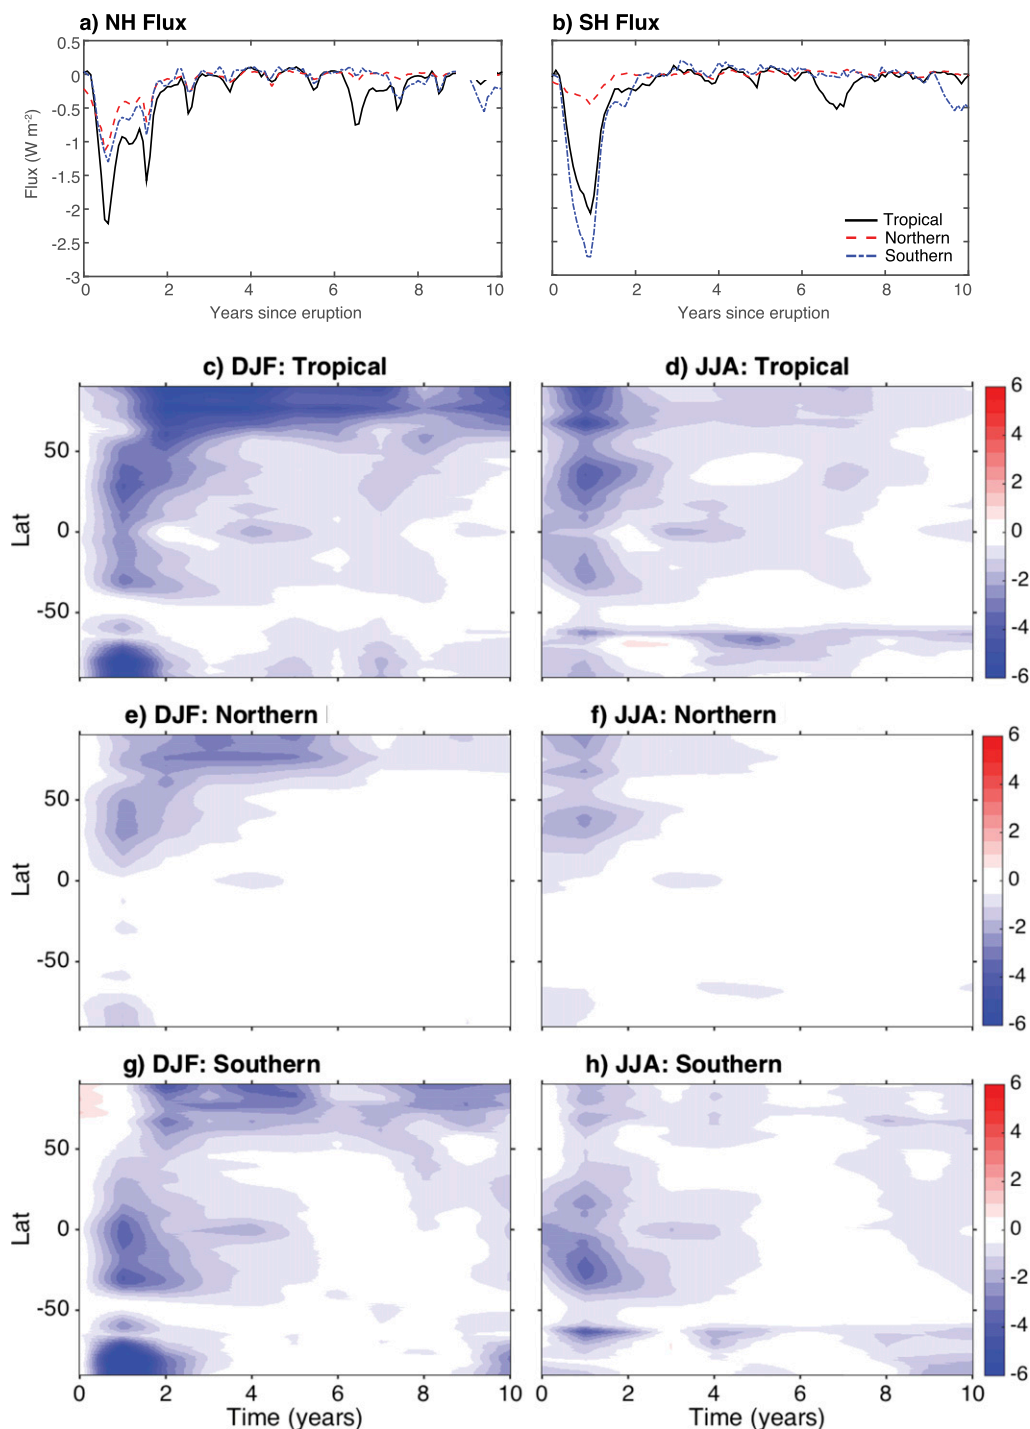 a) NH Flux
b) SH Flux
0.5
0
-0.5
-1
-1.5
-2
-2.5
-3
Flux (W m-2)
0 2 4 6 8 10
0 2 4 6 8 10
Years since eruption
Years since eruption
Tropical
Northern
Southern
c) DJF: Tropical
d) JJA: Tropical
50
0
-50
Lat
6
4
2
0
-2
-4
-6
e) DJF: Northern
f) JJA: Northern
50
0
-50
Lat
6
4
2
0
-2
-4
-6
g) DJF: Southern
h) JJA: Southern
50
0
-50
Lat
6
4
2
0
-2
-4
-6
0 2 4 6 8 10
0 2 4 6 8 10
Time (years)
Time (years)